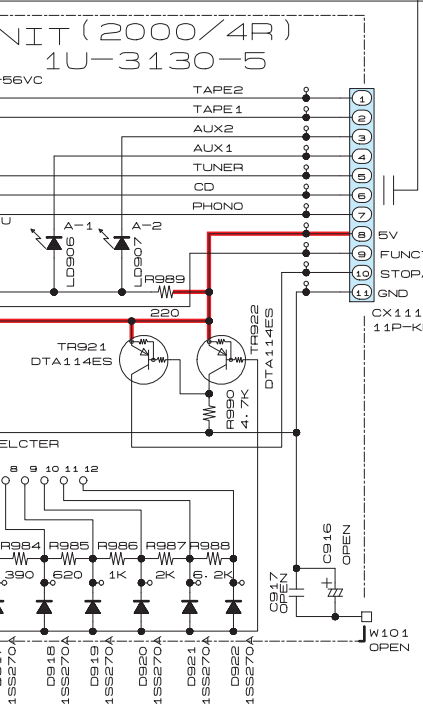 NIT (2000/4R)
1U-3130-5
-56VC
TAPE2
1
TAPE1
2
AUX2
3
AUX1
4
TUNER
5
CD
6
PHONO
7
U
A-1
A-2
8
5V
LD906
LD907
9
FUNCT
R989
10
STOP/
11
GND
220
TR922
DTA114ES
CX111
11P-K
TR921
DTA114ES
R990
4.7K
ELCTER
8 9 10 11 12
R984
R985
R986
R987
R988
390
620
1K
2K
6.2K
C916
OPEN
C917
OPEN
W101
OPEN
1SS270A
D918
1SS270A
D919
1SS270A
D920
1SS270A
D921
1SS270A
D922
1SS270A